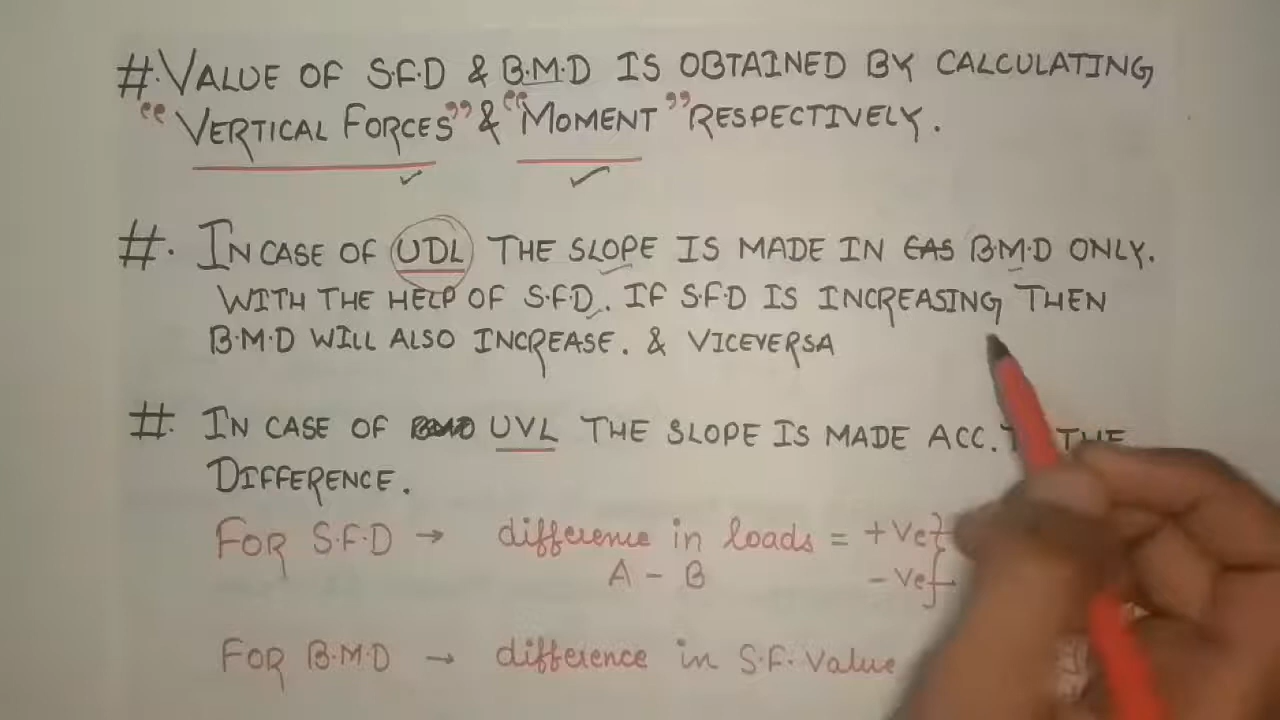 #. VALUE OF S.F.D & B.M.D IS OBTAINED BY CALCULATING
"VERTICAL FORCES" & "MOMENT" RESPECTIVELY.
#. IN CASE OF UDL THE SLOPE IS MADE IN B.M.D ONLY.
WITH THE HELP OF S.F.D. IF S.F.D IS INCREASING THEN
B.M.D WILL ALSO INCREASE. & VICEVERSA
#. IN CASE OF UVL THE SLOPE IS MADE ACC. THE
DIFFERENCE.
FOR S.F.D → difference in loads = +ve}
A - B - ve}
FOR B.M.D → difference in S.F. Value